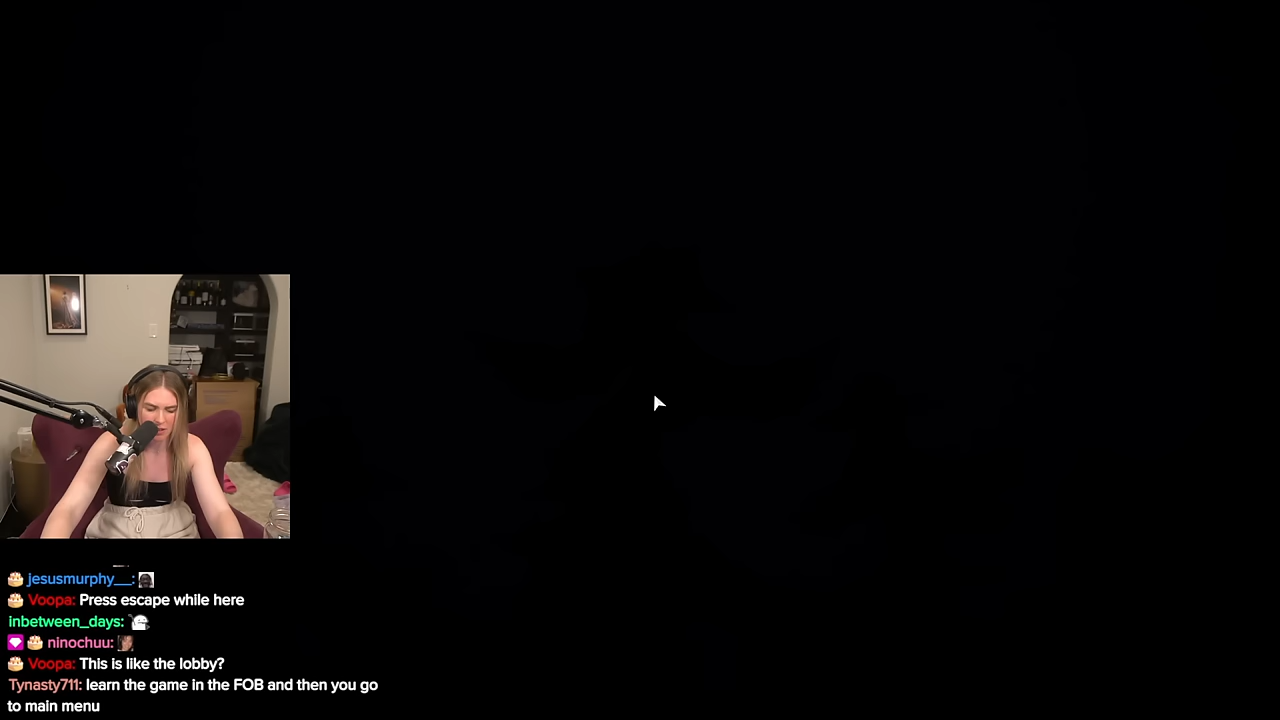 jesusmurphy__:
Voopa: Press escape while here
inbetween_days:
ninochuu:
Voopa: This is like the lobby?
Tynasty711: learn the game in the FOB and then you go
to main menu